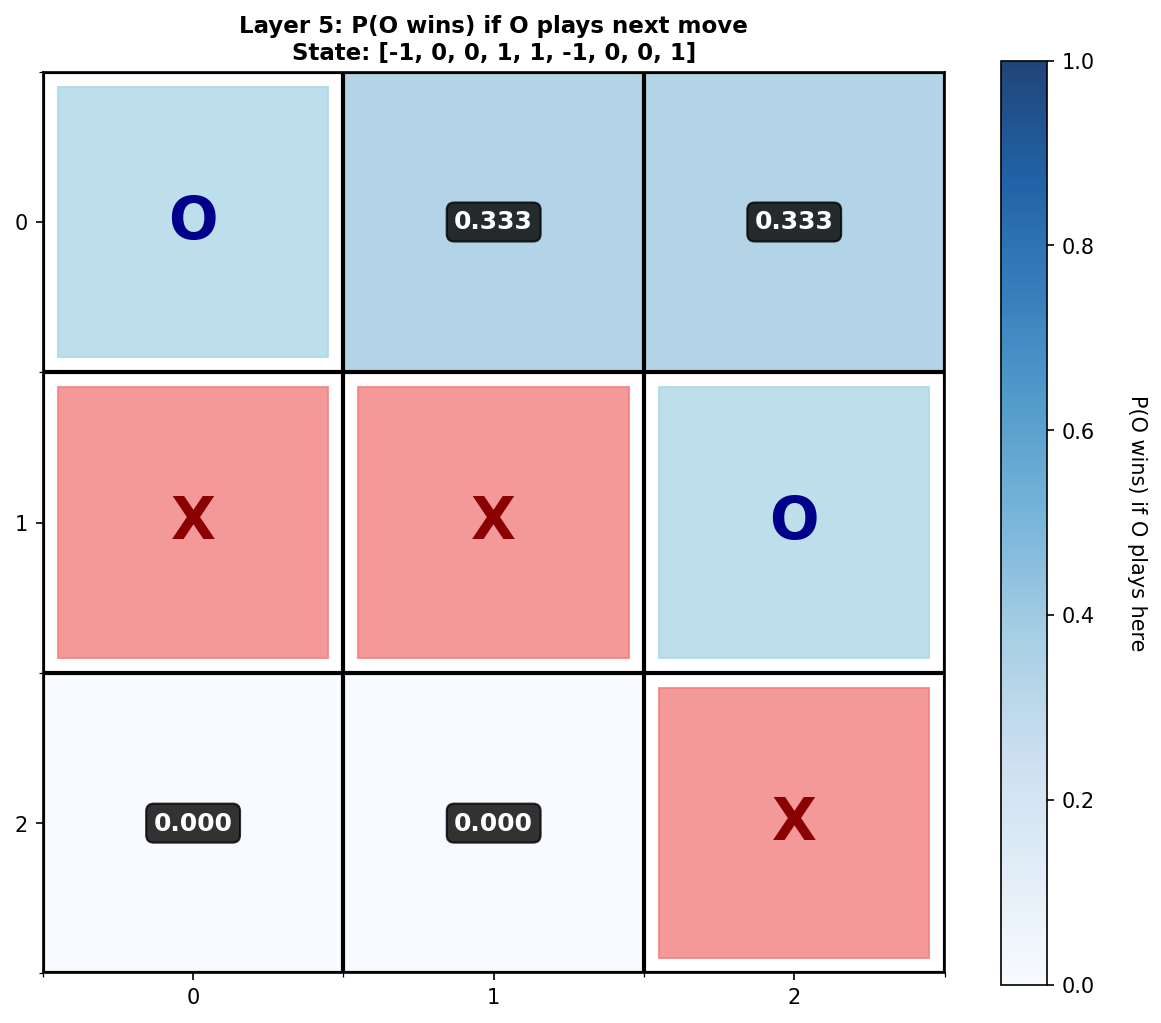 Layer 5: P(O wins) if O plays next move
State: [-1, 0, 0, 1, 1, -1, 0, 0, 1]
0
O
0.333
0.333
1
X
X
O
2
0.000
0.000
X
0
1
2
1.0
0.8
0.6
0.4
0.2
0.0
P(O wins) if O plays here